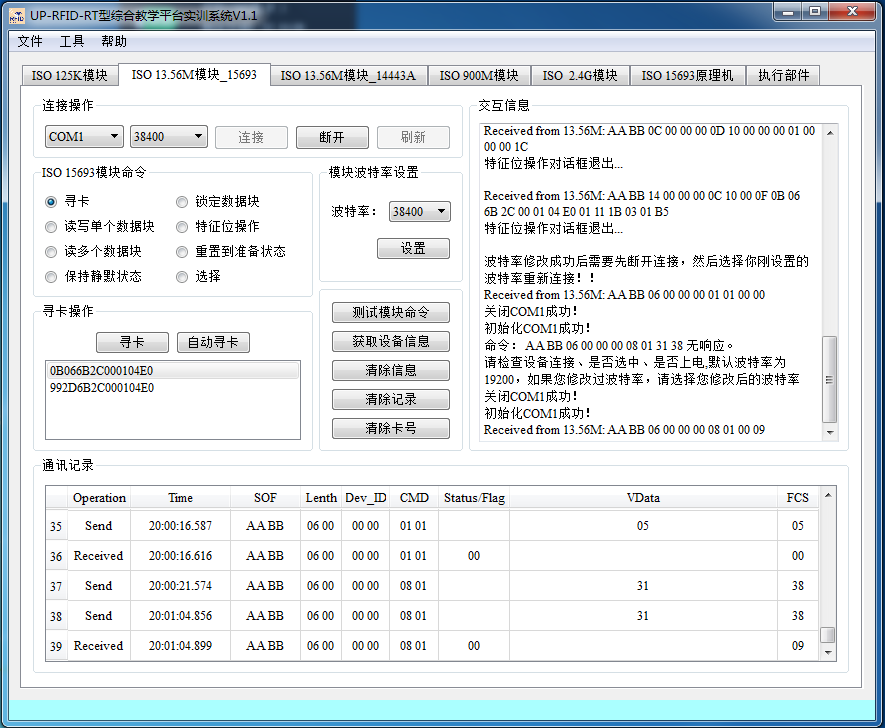 UP-RFID-RT型综合教学平台实训系统V1.1
文件 工具 帮助
ISO 125K模块 ISO 13.56M模块_15693 ISO 13.56M模块_14443A ISO 900M模块 ISO 2.4G模块 ISO 15693原理机 执行部件
连接操作
COM1 38400 连接 断开 刷新
ISO 15693模块命令
寻卡 锁定数据块
读写单个数据块 特征位操作
读多个数据块 重置到准备状态
保持静默状态 选择
模块波特率设置
波特率： 38400
设置
寻卡操作
寻卡 自动寻卡
0B066B2C000104E0
992D6B2C000104E0
测试模块命令
获取设备信息
清除信息
清除记录
清除卡号
交互信息
Received from 13.56M: AA BB 0C 00 00 00 0D 10 00 00 00 01 00
00 00 1C
特征位操作对话框退出...
Received from 13.56M: AA BB 14 00 00 00 0C 10 00 0F 0B 06
6B 2C 00 01 04 E0 01 11 1B 03 01 B5
特征位操作对话框退出...
波特率修改成功后需要先断开连接，然后选择你刚设置的
波特率重新连接！！
Received from 13.56M: AA BB 06 00 00 00 01 01 00 00
关闭COM1成功！
初始化COM1成功！
命令： AA BB 06 00 00 00 08 01 31 38 无响应。
请检查设备连接、是否选中、是否上电,默认波特率为
19200，如果您修改过波特率，请选择您修改后的波特率
关闭COM1成功！
初始化COM1成功！
Received from 13.56M: AA BB 06 00 00 00 08 01 00 09
通讯记录
Operation Time SOF Lenth Dev_ID CMD Status/Flag VData FCS
35 Send 20:00:16.587 AA BB 06 00 00 00 01 01 05 05
36 Received 20:00:16.616 AA BB 06 00 00 00 01 01 00 00
37 Send 20:00:21.574 AA BB 06 00 00 00 08 01 31 38
38 Send 20:01:04.856 AA BB 06 00 00 00 08 01 31 38
39 Received 20:01:04.899 AA BB 06 00 00 00 08 01 00 09